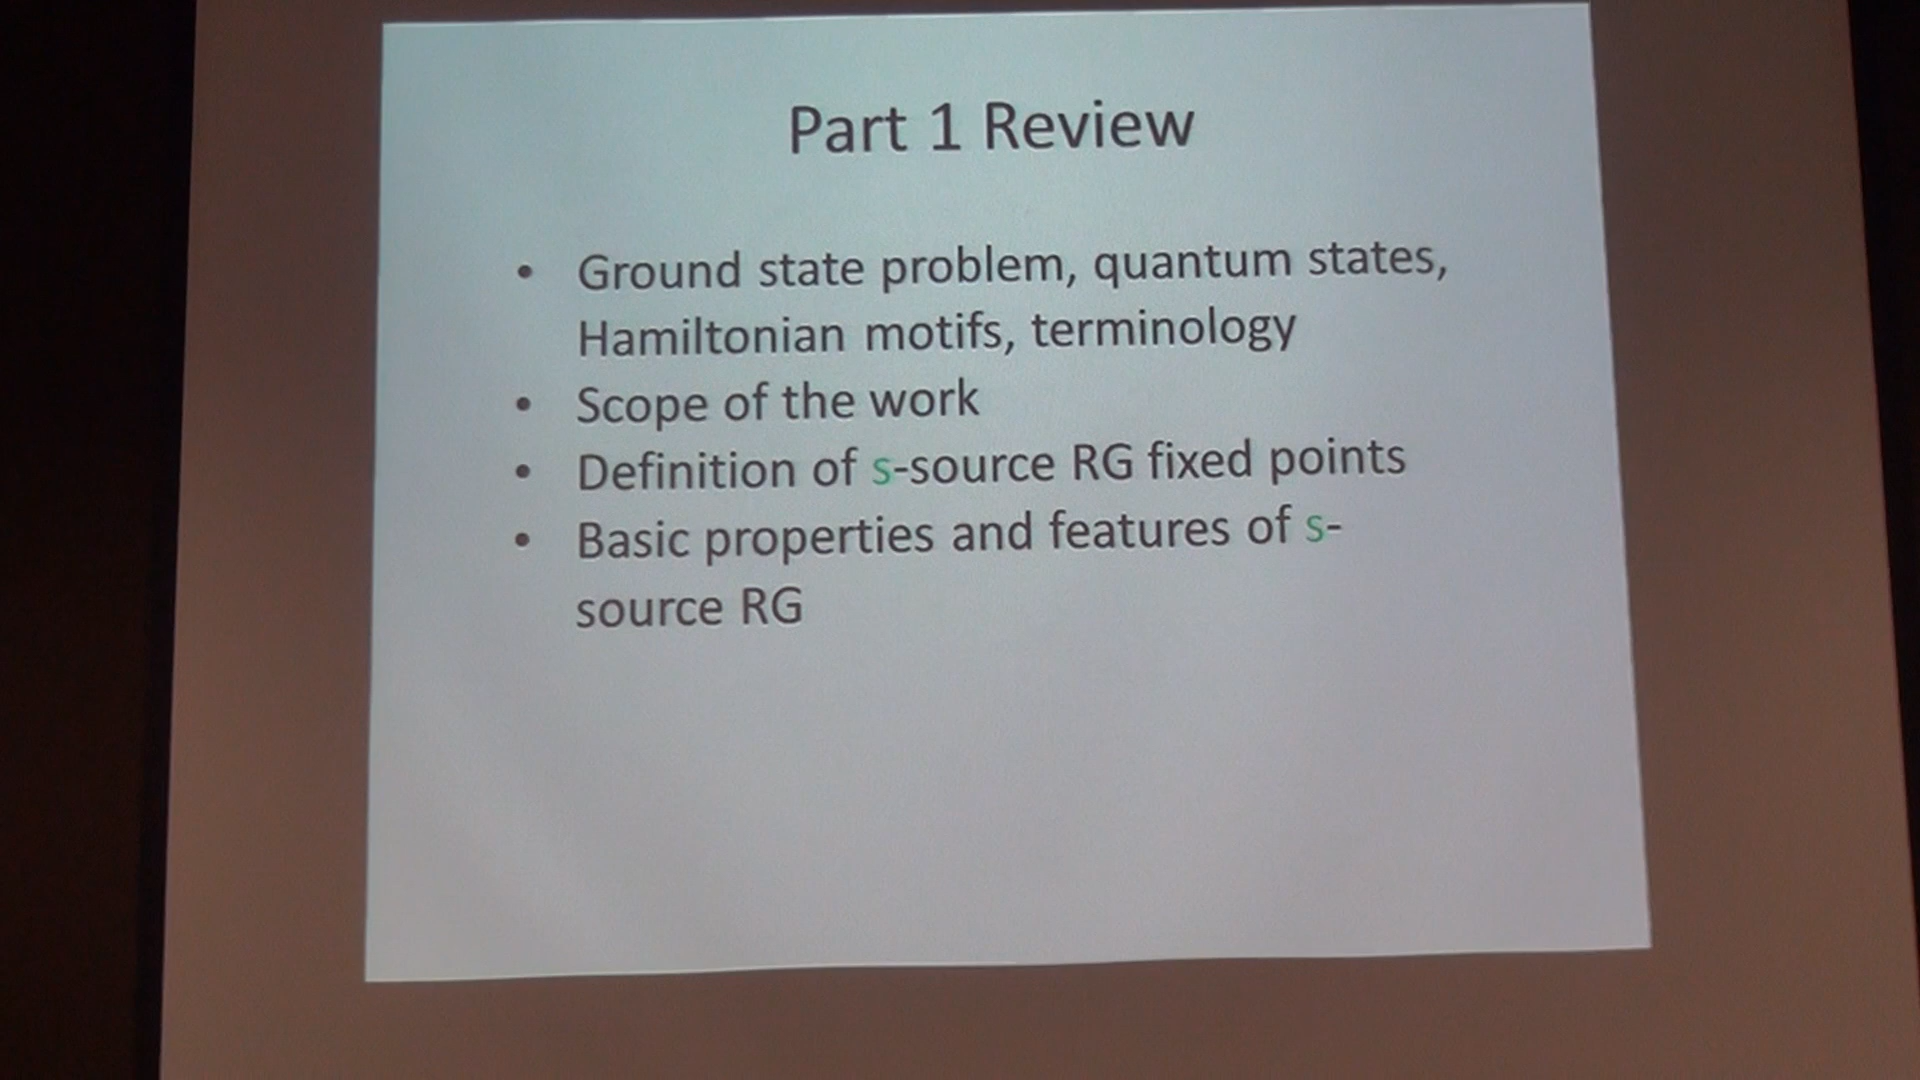 Part 1 Review
• Ground state problem, quantum states,
Hamiltonian motifs, terminology
• Scope of the work
• Definition of s-source RG fixed points
• Basic properties and features of s-
source RG